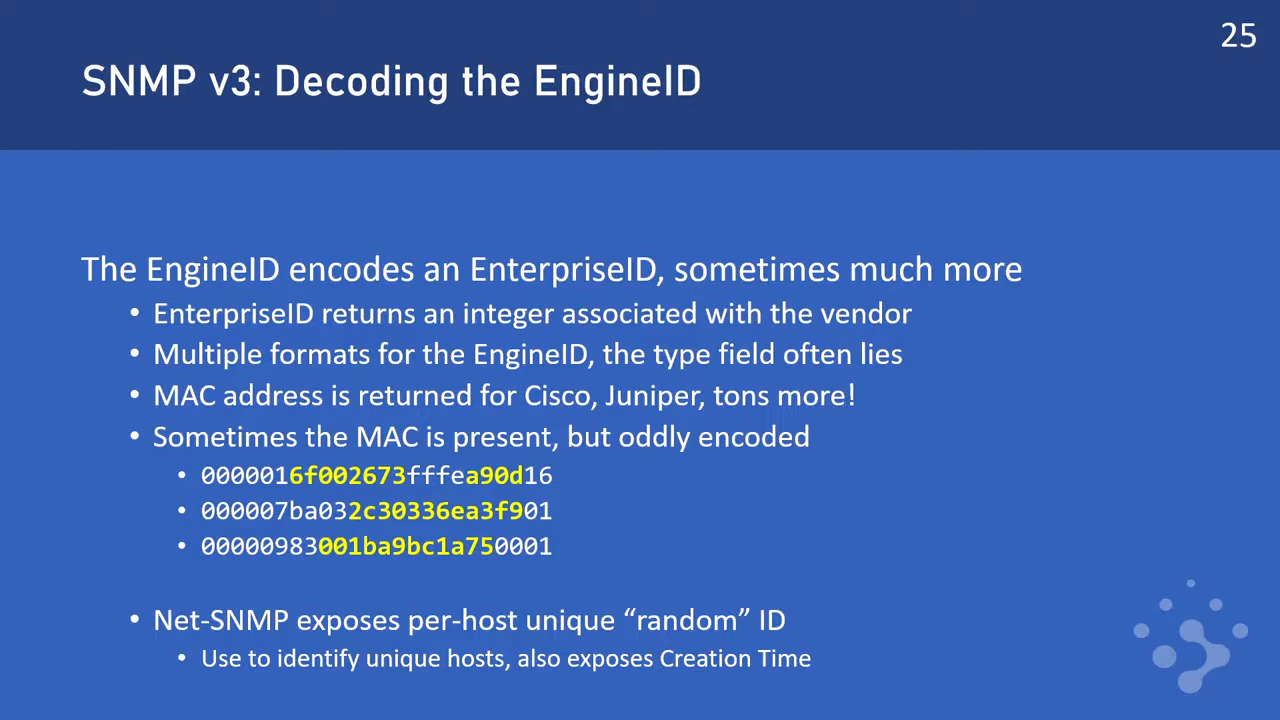 25
SNMP v3: Decoding the EngineID
The EngineID encodes an EnterpriseID, sometimes much more
• EnterpriseID returns an integer associated with the vendor
• Multiple formats for the EngineID, the type field often lies
• MAC address is returned for Cisco, Juniper, tons more!
• Sometimes the MAC is present, but oddly encoded
• 0000016f002673fffea90d16
• 000007ba032c30336ea3f901
• 00000983001ba9bc1a750001
• Net-SNMP exposes per-host unique “random” ID
• Use to identify unique hosts, also exposes Creation Time